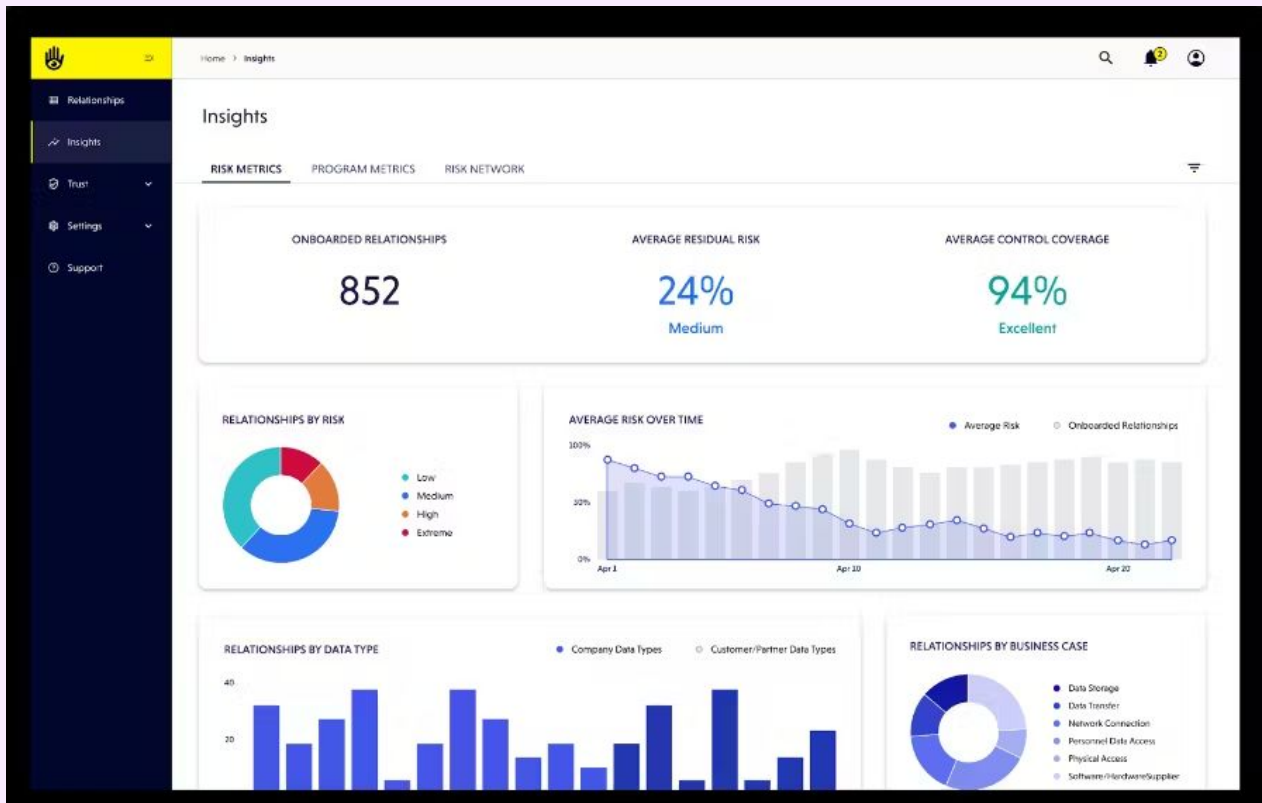 Home > Insights
2
Relationships
Insights
Trust
Settings
Support
Insights
RISK METRICS PROGRAM METRICS RISK NETWORK
ONBOARDED RELATIONSHIPS
852
AVERAGE RESIDUAL RISK
24%
Medium
AVERAGE CONTROL COVERAGE
94%
Excellent
RELATIONSHIPS BY RISK
Low
Medium
High
Extreme
AVERAGE RISK OVER TIME
Average Risk Onboarded Relationships
100%
50%
0%
Apr 1 Apr 10 Apr 20
RELATIONSHIPS BY DATA TYPE
Company Data Types Customer/Partner Data Types
40
20
RELATIONSHIPS BY BUSINESS CASE
Data Storage
Data Transfer
Network Connection
Personnel Data Access
Physical Access
Software/HardwareSupplier